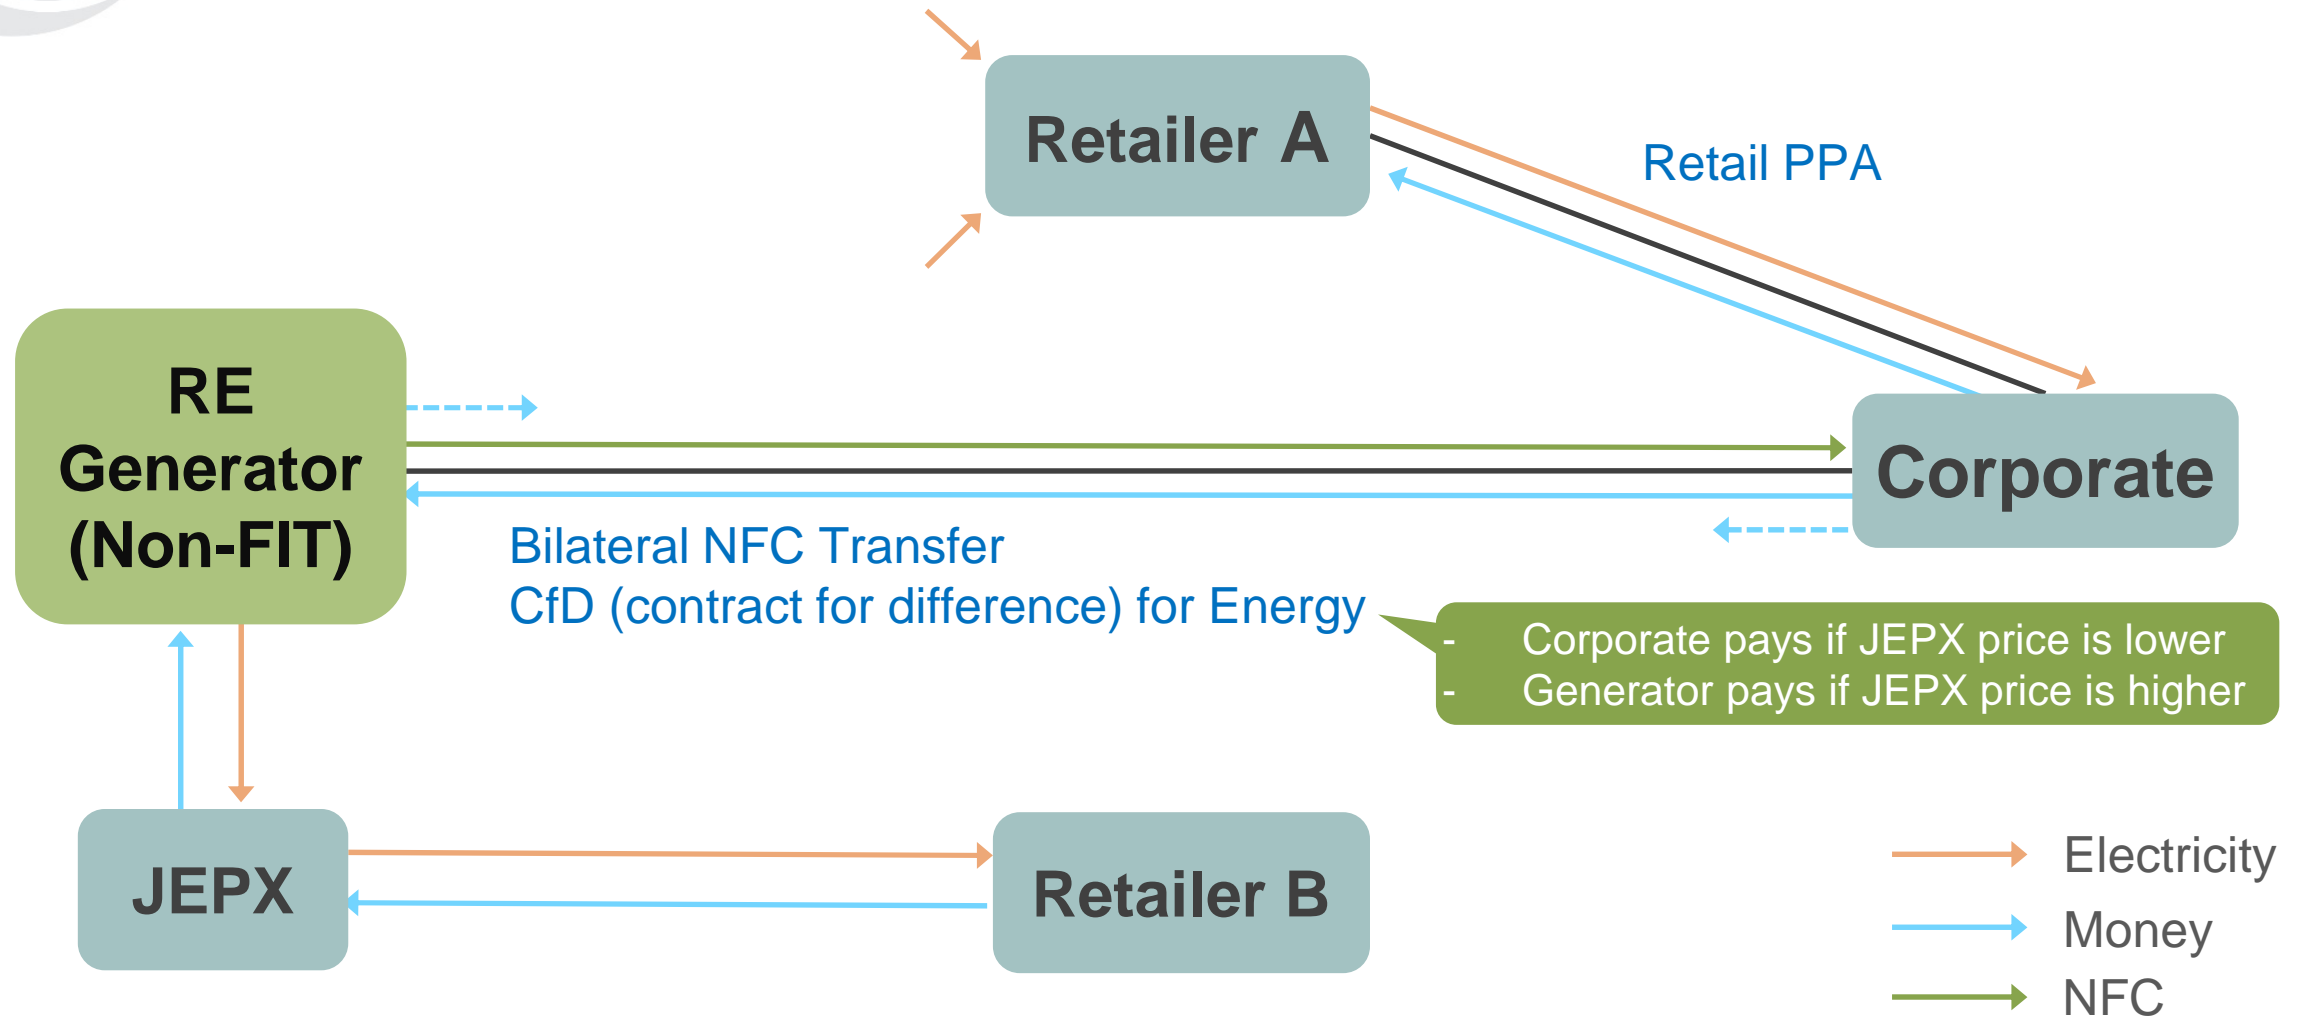 Retailer A
Retail PPA
RE
Generator
(Non-FIT)
Corporate
Bilateral NFC Transfer
CfD (contract for difference) for Energy
- Corporate pays if JEPX price is lower
- Generator pays if JEPX price is higher
JEPX
Retailer B
Electricity
Money
NFC